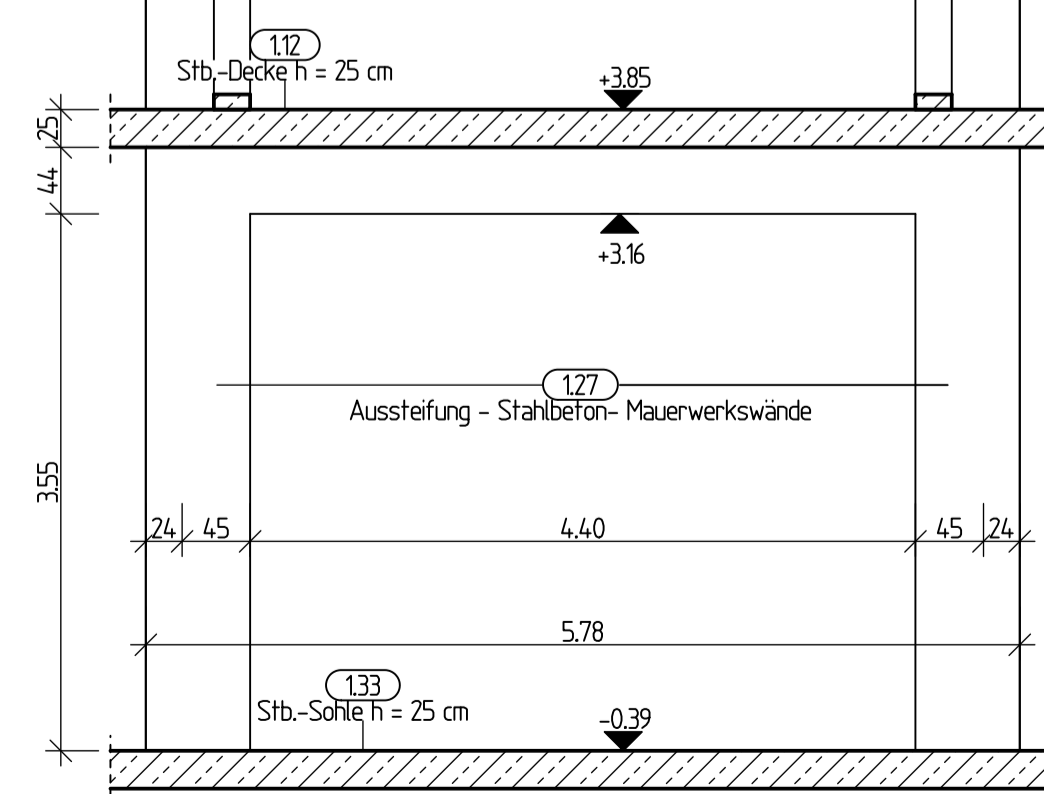 1.12
Stb.-Decke h = 25 cm
+3.85
25
44
+3.16
1.27
Aussteifung - Stahlbeton- Mauerwerkswände
3.55
24 45 4.40 45 24
5.78
1.33
Stb.-Sohle h = 25 cm
-0.39